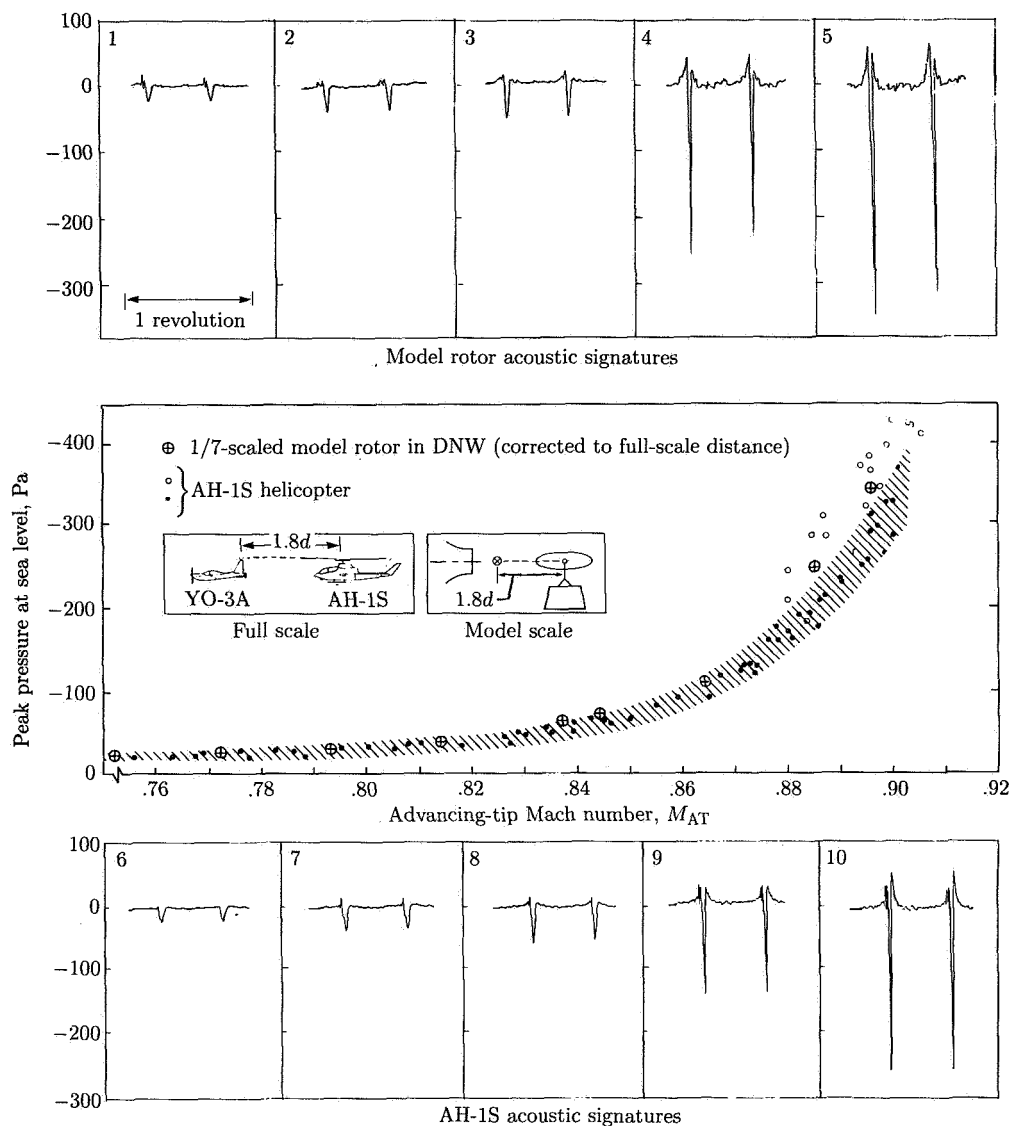 100
0
−100
−200
−300
1
2
3
4
5
1 revolution
Model rotor acoustic signatures
Peak pressure at sea level, Pa
−400
−300
−200
−100
0
⊕ 1/7-scaled model rotor in DNW (corrected to full-scale distance)
AH-1S helicopter
1.8d
YO-3A
AH-1S
Full scale
1.8d
Model scale
.76
.78
.80
.82
.84
.86
.88
.90
.92
Advancing-tip Mach number, M_AT
100
0
−100
−200
−300
6
7
8
9
10
AH-1S acoustic signatures